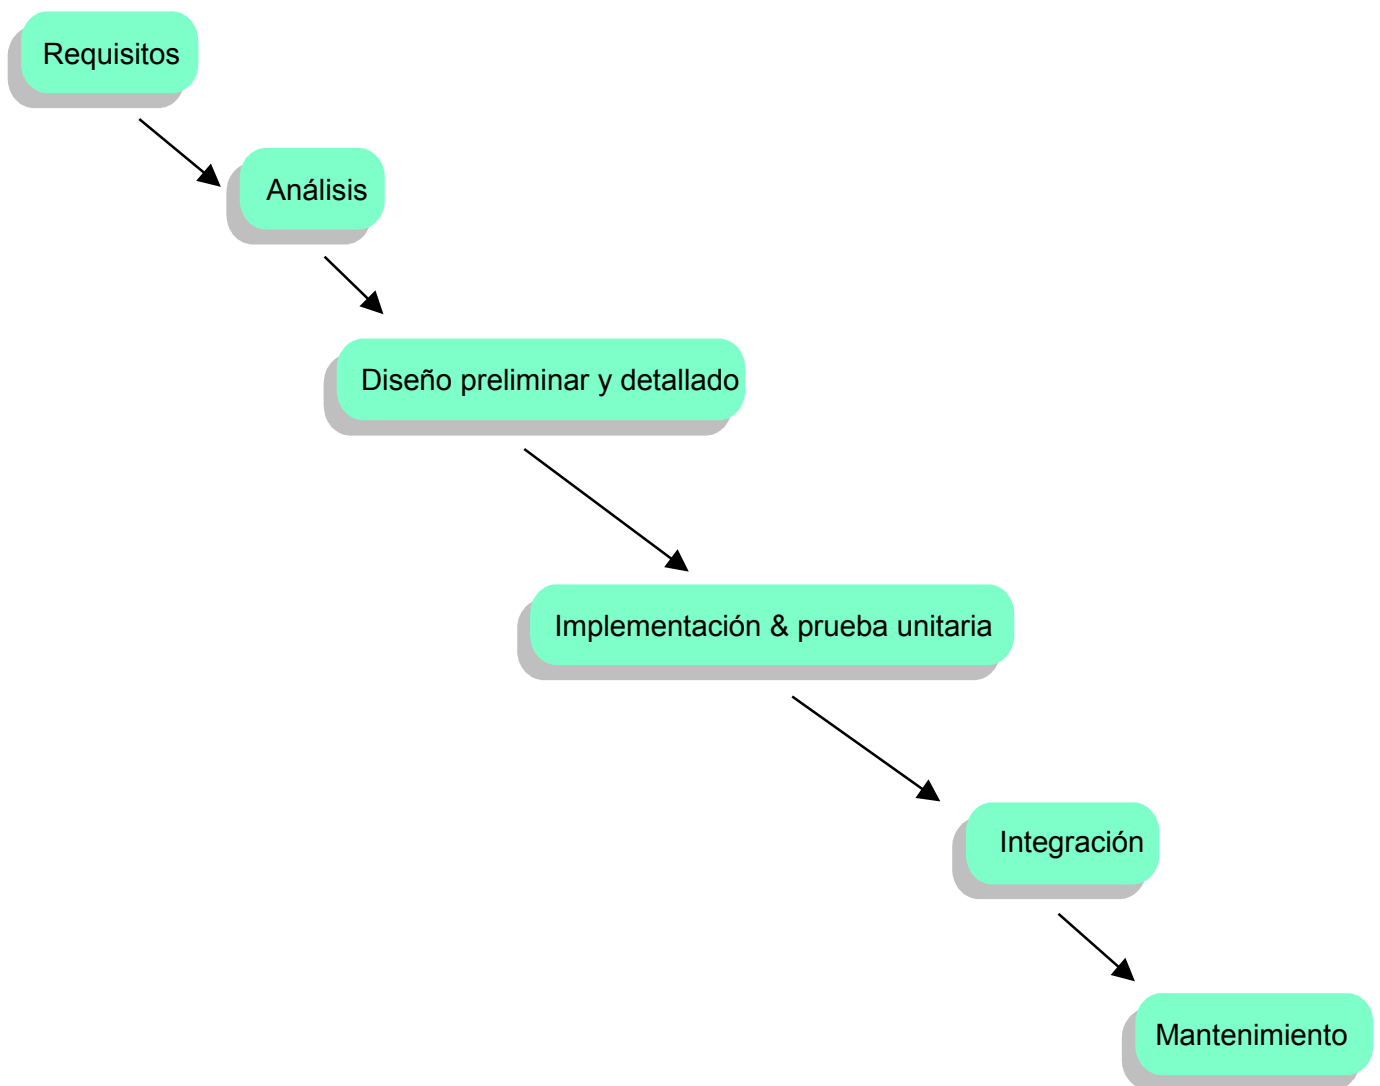 Requisitos
Análisis
Diseño preliminar y detallado
Implementación & prueba unitaria
Integración
Mantenimiento